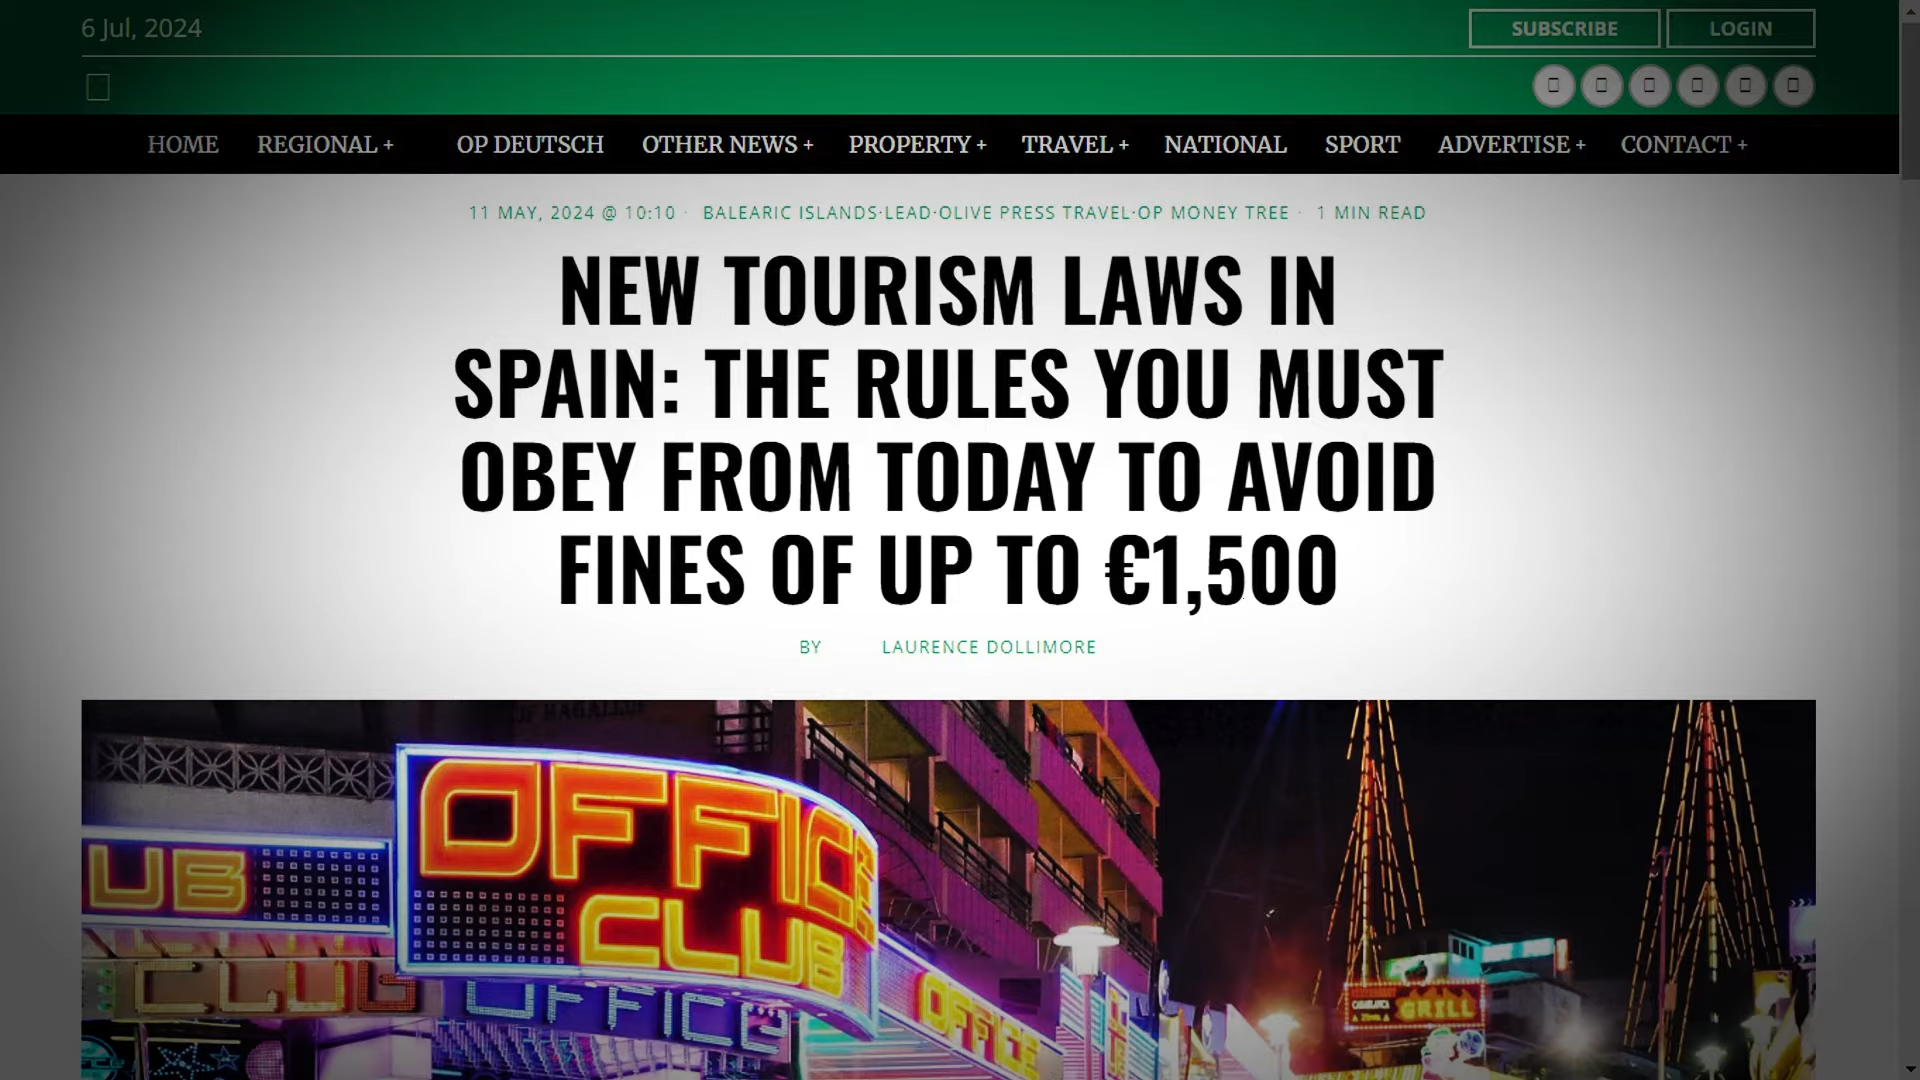 6 Jul, 2024
SUBSCRIBE
LOGIN
HOME REGIONAL + OP DEUTSCH OTHER NEWS + PROPERTY + TRAVEL + NATIONAL SPORT ADVERTISE + CONTACT +
11 MAY, 2024 @ 10:10 · BALEARIC ISLANDS·LEAD·OLIVE PRESS TRAVEL·OP MONEY TREE · 1 MIN READ
NEW TOURISM LAWS IN
SPAIN: THE RULES YOU MUST
OBEY FROM TODAY TO AVOID
FINES OF UP TO €1,500
BY LAURENCE DOLLIMORE
OFFICE
CLUB
UB
CLUB
OFFICE
OFFICE
GRILL